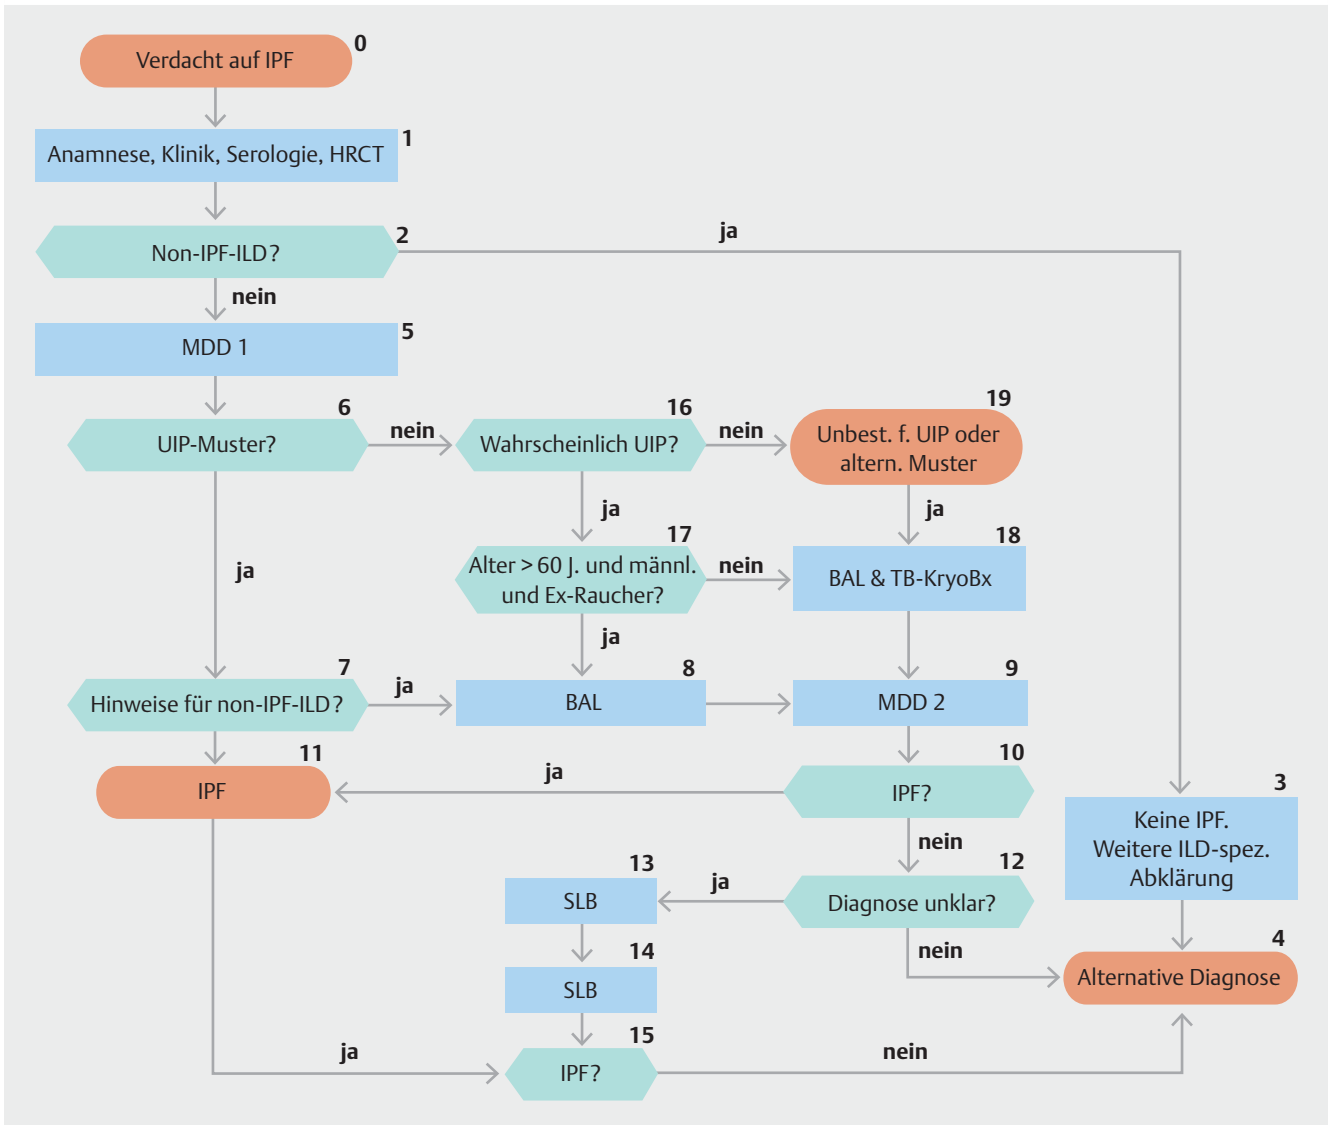 Verdacht auf IPF
0
Anamnese, Klinik, Serologie, HRCT
1
Non-IPF-ILD?
2
ja
nein
MDD 1
5
UIP-Muster?
6
nein
Wahrscheinlich UIP?
16
nein
Unbest. f. UIP oder
altern. Muster
19
ja
ja
ja
Alter > 60 J. und männl.
und Ex-Raucher?
17
nein
BAL & TB-KryoBx
18
ja
Hinweise für non-IPF-ILD?
7
ja
BAL
8
MDD 2
9
IPF
11
ja
IPF?
10
nein
Keine IPF.
Weitere ILD-spez.
Abklärung
3
SLB
13
ja
Diagnose unklar?
12
nein
SLB
14
Alternative Diagnose
4
ja
IPF?
15
nein